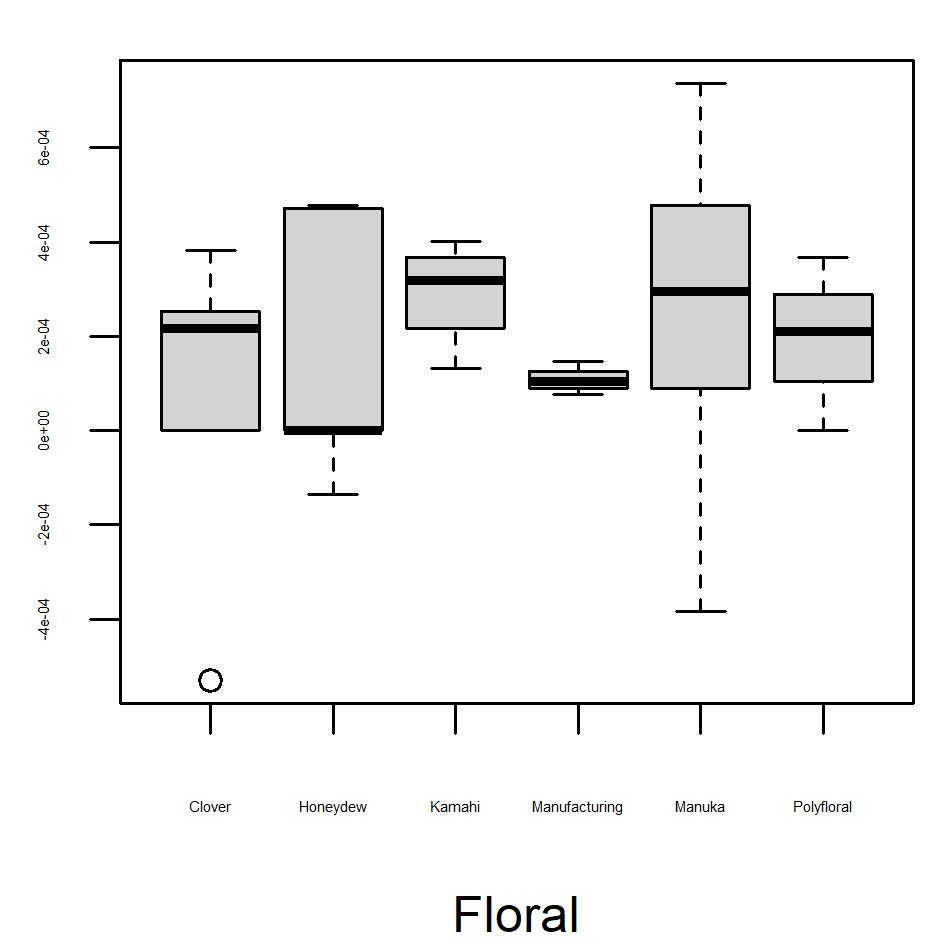 6e-04
4e-04
2e-04
0e+00
-2e-04
-4e-04
Clover Honeydew Kamahi Manufacturing Manuka Polyfloral
Floral